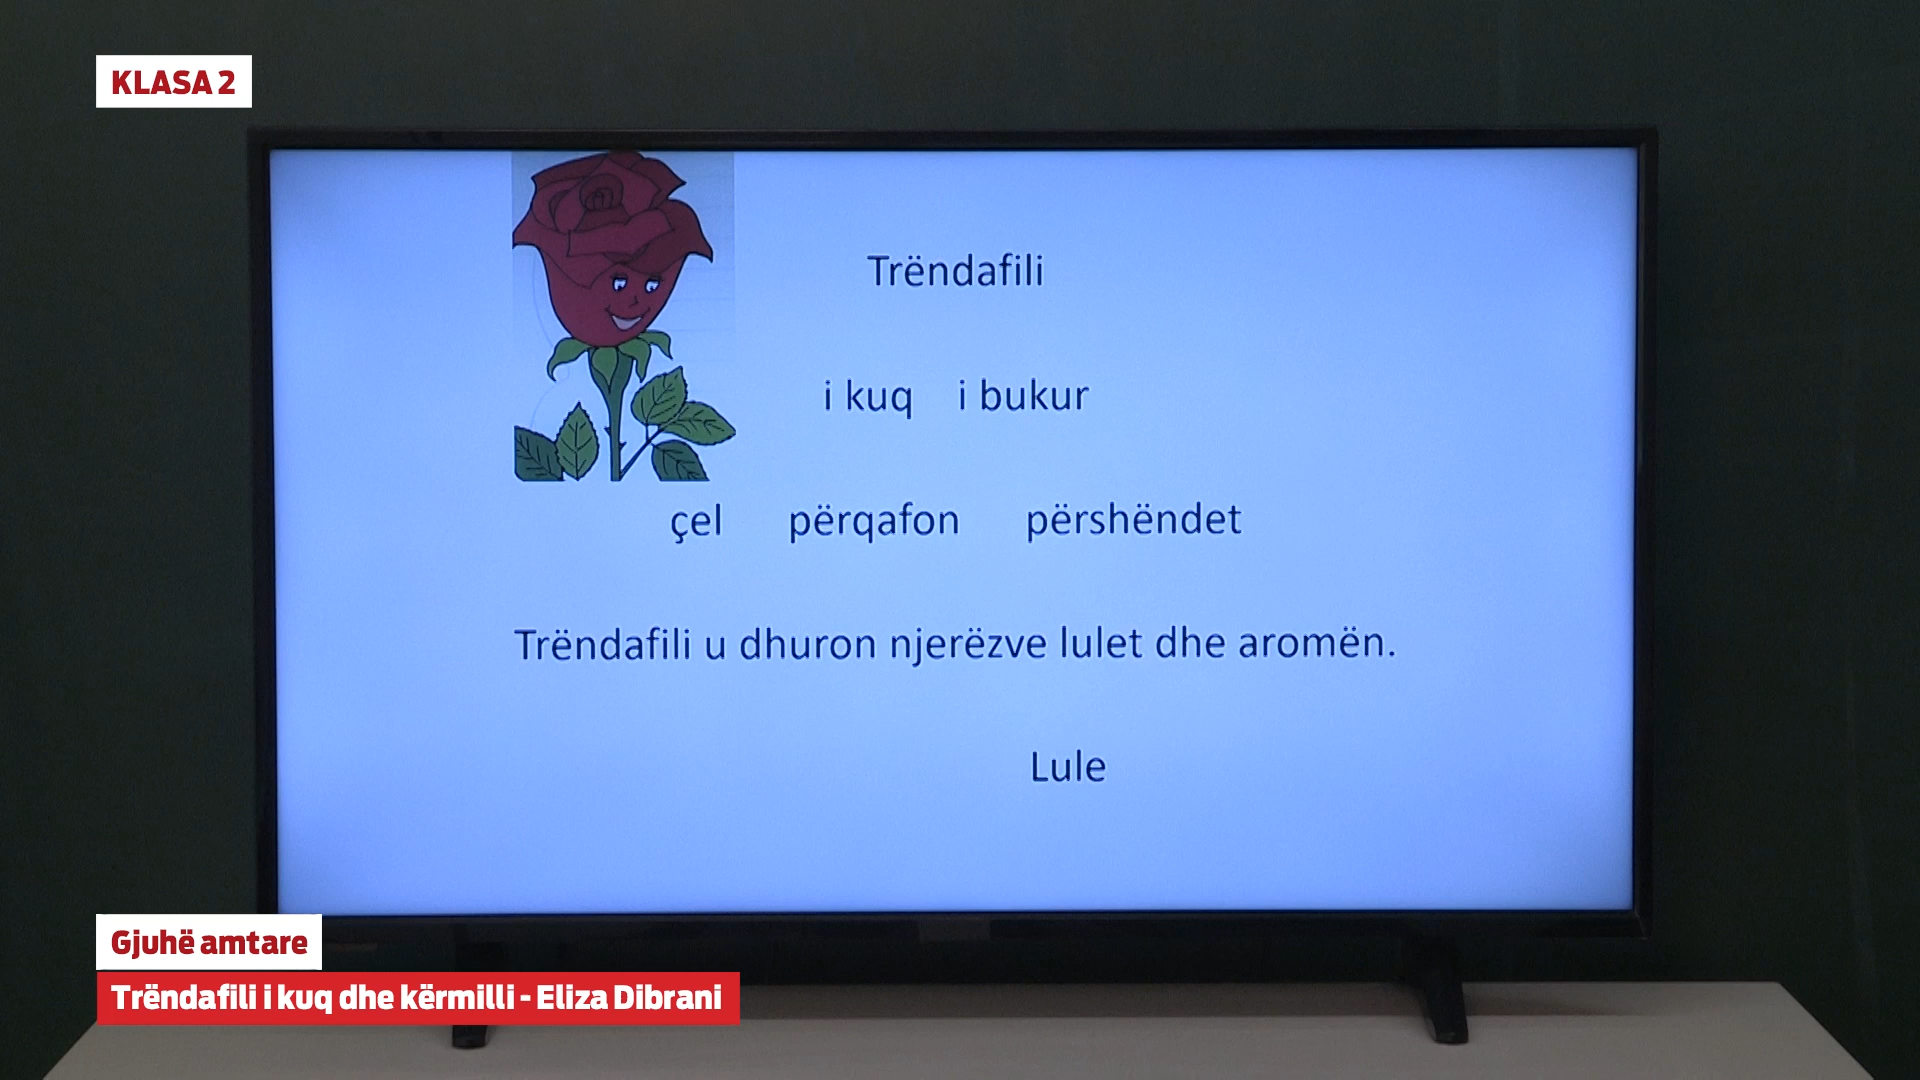 KLASA 2
Trëndafili
i kuq i bukur
çel përqafon përshëndet
Trëndafili u dhuron njerëzve lulet dhe aromën.
Lule
Gjuhë amtare
Trëndafili i kuq dhe kërmilli - Eliza Dibrani